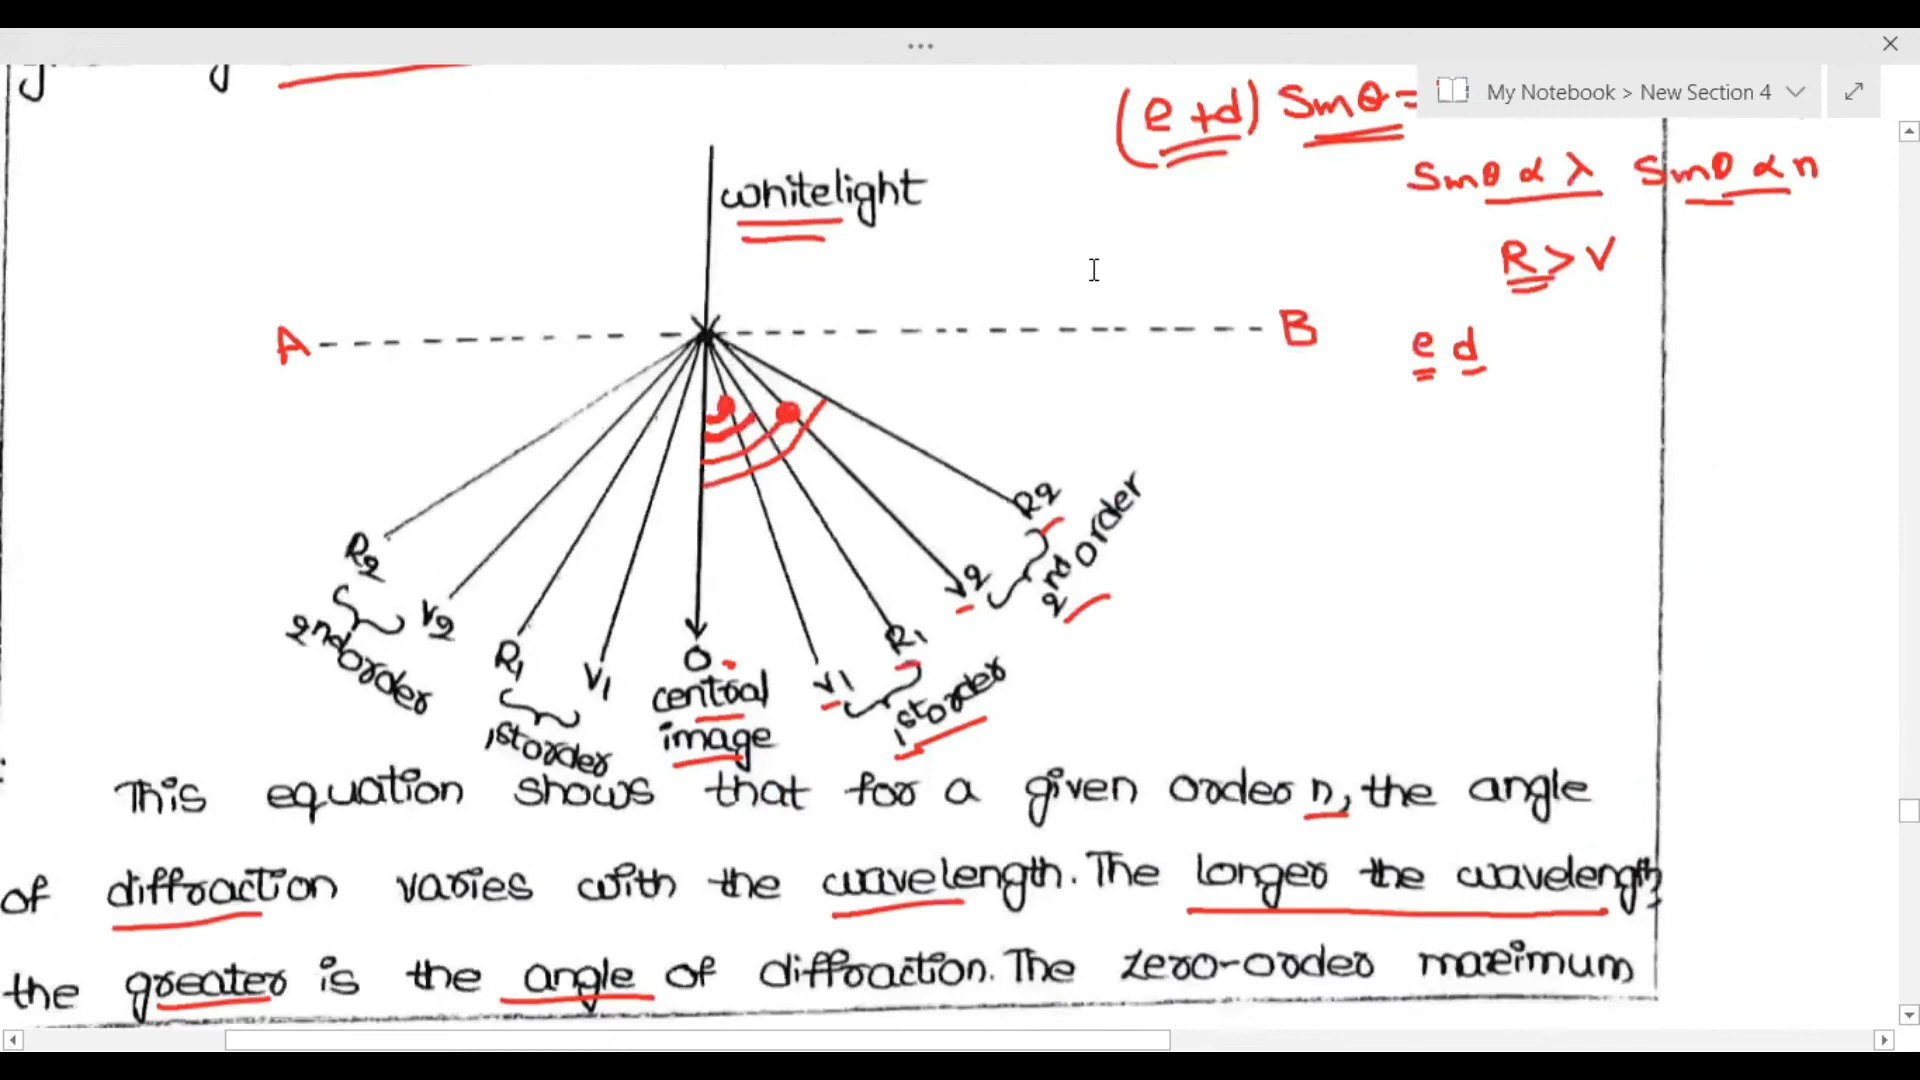 (e+d) Sinθ =
My Notebook > New Section 4
Sinθ α λ Sinθ α n
whitelight
R > V
A
B
e d
R2
V2
2nd order
R1
V1
1st order
O
central
image
V1
R1
1st order
V2
R2
2nd order
This equation shows that for a given order n, the angle
of diffraction varies with the wavelength. The longer the wavelength,
the greater is the angle of diffraction. The zero-order maximum